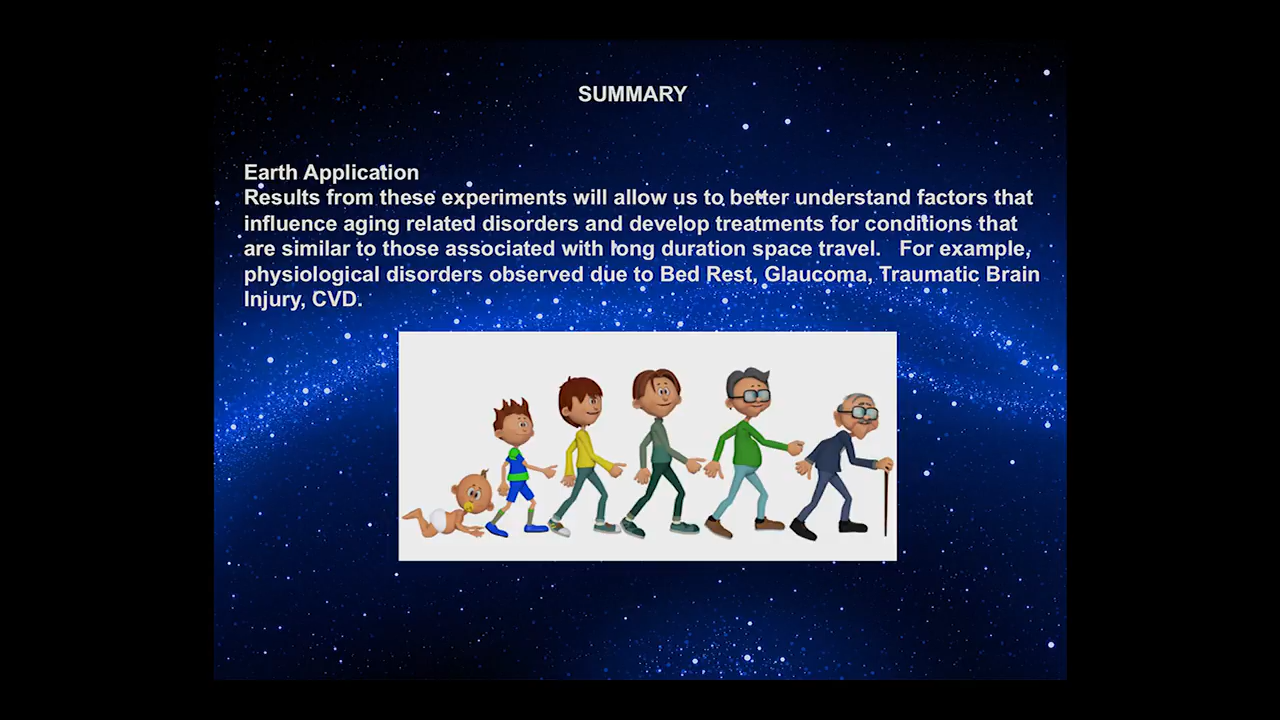 SUMMARY
Earth Application
Results from these experiments will allow us to better understand factors that
influence aging related disorders and develop treatments for conditions that
are similar to those associated with long duration space travel.   For example,
physiological disorders observed due to Bed Rest, Glaucoma, Traumatic Brain
Injury, CVD.